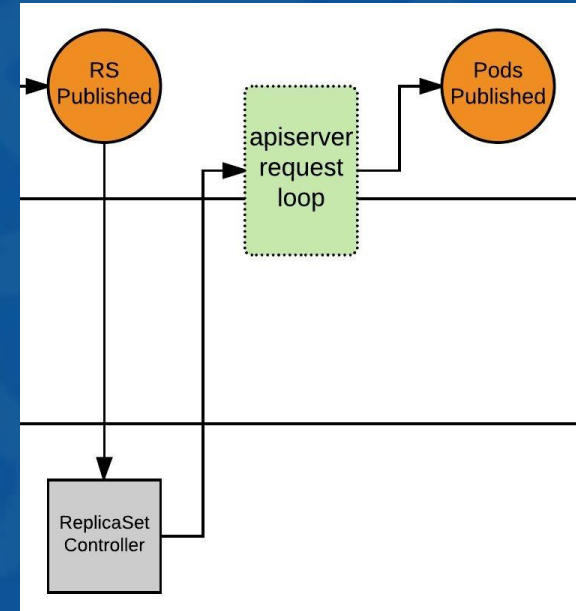 RS
Published
apiserver
request
loop
Pods
Published
ReplicaSet
Controller